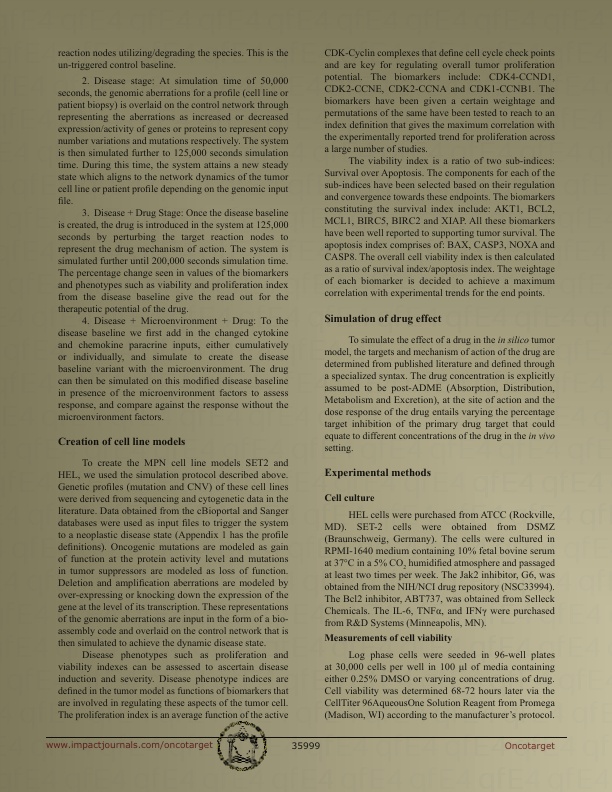 reaction nodes utilizing/degrading the species. This is the
un-triggered control baseline.
2. Disease stage: At simulation time of 50,000
seconds, the genomic aberrations for a profile (cell line or
patient biopsy) is overlaid on the control network through
representing the aberrations as increased or decreased
expression/activity of genes or proteins to represent copy
number variations and mutations respectively. The system
is then simulated further to 125,000 seconds simulation
time. During this time, the system attains a new steady
state which aligns to the network dynamics of the tumor
cell line or patient profile depending on the genomic input
file.
3. Disease + Drug Stage: Once the disease baseline
is created, the drug is introduced in the system at 125,000
seconds by perturbing the target reaction nodes to
represent the drug mechanism of action. The system is
simulated further until 200,000 seconds simulation time.
The percentage change seen in values of the biomarkers
and phenotypes such as viability and proliferation index
from the disease baseline give the read out for the
therapeutic potential of the drug.
4. Disease + Microenvironment + Drug: To the
disease baseline we first add in the changed cytokine
and chemokine paracrine inputs, either cumulatively
or individually, and simulate to create the disease
baseline variant with the microenvironment. The drug
can then be simulated on this modified disease baseline
in presence of the microenvironment factors to assess
response, and compare against the response without the
microenvironment factors.
Creation of cell line models
To create the MPN cell line models SET2 and
HEL, we used the simulation protocol described above.
Genetic profiles (mutation and CNV) of these cell lines
were derived from sequencing and cytogenetic data in the
literature. Data obtained from the cBioportal and Sanger
databases were used as input files to trigger the system
to a neoplastic disease state (Appendix 1 has the profile
definitions). Oncogenic mutations are modeled as gain
of function at the protein activity level and mutations
in tumor suppressors are modeled as loss of function.
Deletion and amplification aberrations are modeled by
over-expressing or knocking down the expression of the
gene at the level of its transcription. These representations
of the genomic aberrations are input in the form of a bio-
assembly code and overlaid on the control network that is
then simulated to achieve the dynamic disease state.
Disease phenotypes such as proliferation and
viability indexes can be assessed to ascertain disease
induction and severity. Disease phenotype indices are
defined in the tumor model as functions of biomarkers that
are involved in regulating these aspects of the tumor cell.
The proliferation index is an average function of the active
CDK-Cyclin complexes that define cell cycle check points
and are key for regulating overall tumor proliferation
potential. The biomarkers include: CDK4-CCND1,
CDK2-CCNE, CDK2-CCNA and CDK1-CCNB1. The
biomarkers have been given a certain weightage and
permutations of the same have been tested to reach to an
index definition that gives the maximum correlation with
the experimentally reported trend for proliferation across
a large number of studies.
The viability index is a ratio of two sub-indices:
Survival over Apoptosis. The components for each of the
sub-indices have been selected based on their regulation
and convergence towards these endpoints. The biomarkers
constituting the survival index include: AKT1, BCL2,
MCL1, BIRC5, BIRC2 and XIAP. All these biomarkers
have been well reported to supporting tumor survival. The
apoptosis index comprises of: BAX, CASP3, NOXA and
CASP8. The overall cell viability index is then calculated
as a ratio of survival index/apoptosis index. The weightage
of each biomarker is decided to achieve a maximum
correlation with experimental trends for the end points.
Simulation of drug effect
To simulate the effect of a drug in the in silico tumor
model, the targets and mechanism of action of the drug are
determined from published literature and defined through
a specialized syntax. The drug concentration is explicitly
assumed to be post-ADME (Absorption, Distribution,
Metabolism and Excretion), at the site of action and the
dose response of the drug entails varying the percentage
target inhibition of the primary drug target that could
equate to different concentrations of the drug in the in vivo
setting.
Experimental methods
Cell culture
HEL cells were purchased from ATCC (Rockville,
MD). SET-2 cells were obtained from DSMZ
(Braunschweig, Germany). The cells were cultured in
RPMI-1640 medium containing 10% fetal bovine serum
at 37°C in a 5% CO2 humidified atmosphere and passaged
at least two times per week. The Jak2 inhibitor, G6, was
obtained from the NIH/NCI drug repository (NSC33994).
The Bcl2 inhibitor, ABT737, was obtained from Selleck
Chemicals. The IL-6, TNFα, and IFNγ were purchased
from R&D Systems (Minneapolis, MN).
Measurements of cell viability
Log phase cells were seeded in 96-well plates
at 30,000 cells per well in 100 µl of media containing
either 0.25% DMSO or varying concentrations of drug.
Cell viability was determined 68-72 hours later via the
CellTiter 96AqueousOne Solution Reagent from Promega
(Madison, WI) according to the manufacturer's protocol.
www.impactjournals.com/oncotarget
35999
Oncotarget